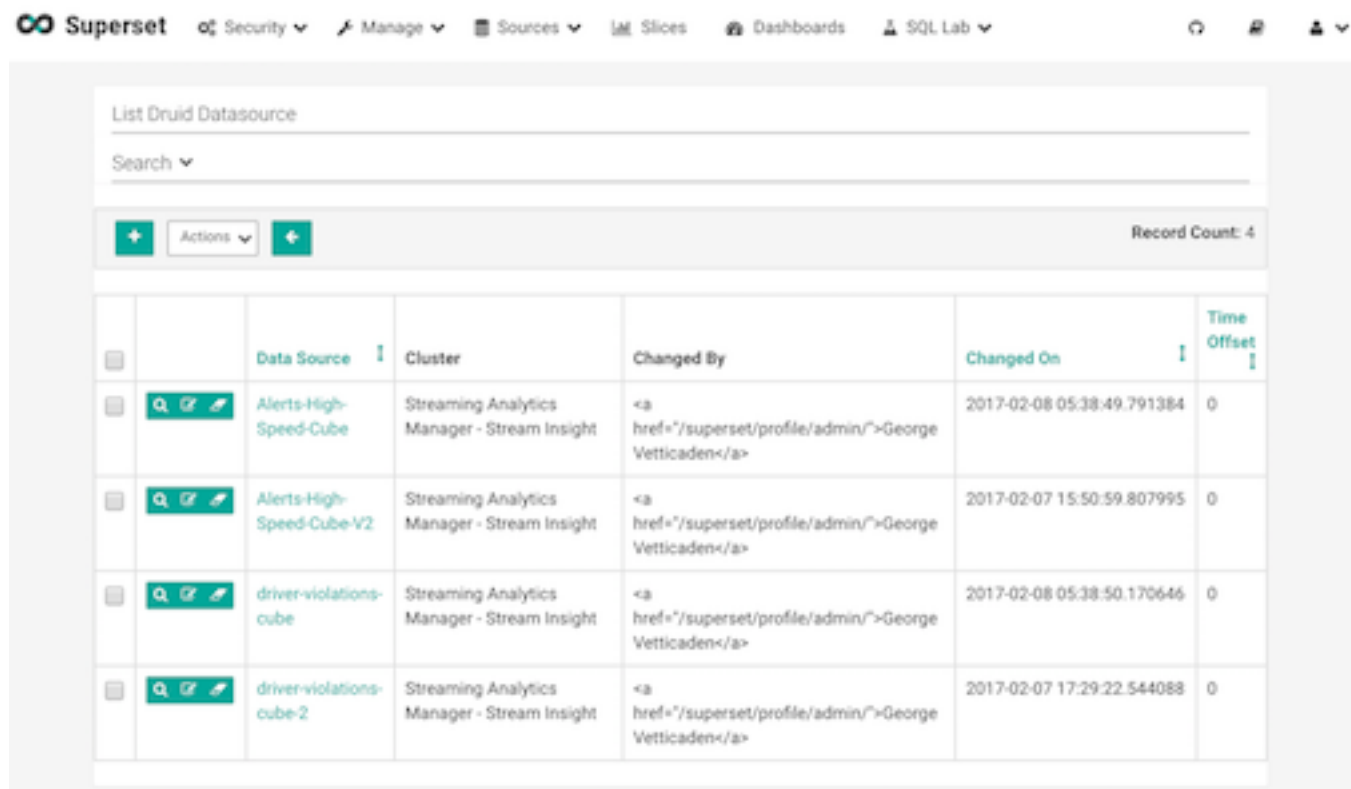 Superset Security Manage Sources Slices Dashboards SQL Lab
List Druid Datasource
Search
Actions
Record Count: 4
Data Source Cluster Changed By Changed On Time Offset
Alerts-High-
Speed-Cube
Streaming Analytics
Manager - Stream Insight
<a
href="/superset/profile/admin/">George
Vetticaden</a>
2017-02-08 05:38:49.791384
0
Alerts-High-
Speed-Cube-V2
Streaming Analytics
Manager - Stream Insight
<a
href="/superset/profile/admin/">George
Vetticaden</a>
2017-02-07 15:50:59.807995
0
driver-violations-
cube
Streaming Analytics
Manager - Stream Insight
<a
href="/superset/profile/admin/">George
Vetticaden</a>
2017-02-08 05:38:50.170646
0
driver-violations-
cube-2
Streaming Analytics
Manager - Stream Insight
<a
href="/superset/profile/admin/">George
Vetticaden</a>
2017-02-07 17:29:22.544088
0